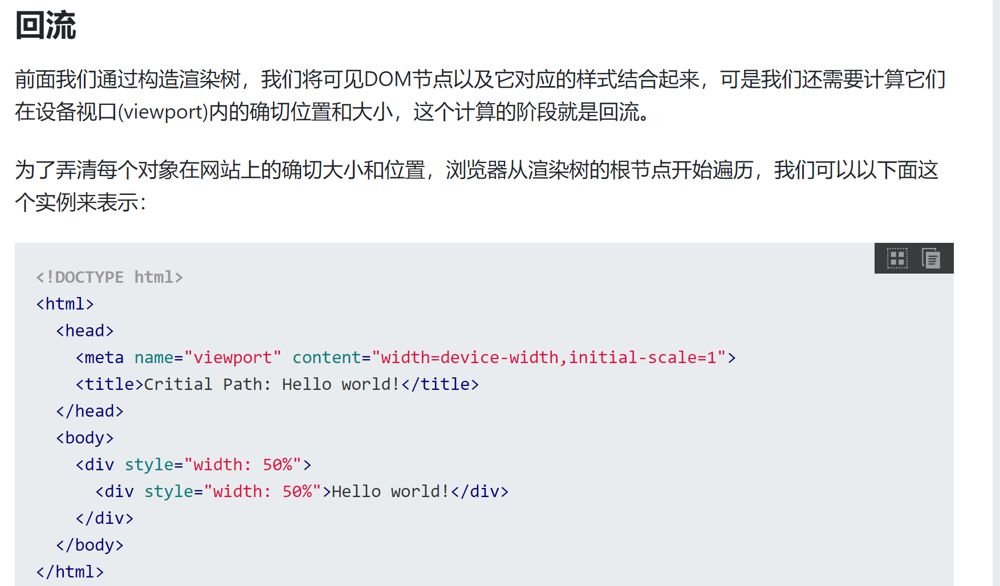 回流
前面我们通过构造渲染树，我们将可见DOM节点以及它对应的样式结合起来，可是我们还需要计算它们
在设备视口(viewport)内的确切位置和大小，这个计算的阶段就是回流。
为了弄清每个对象在网站上的确切大小和位置，浏览器从渲染树的根节点开始遍历，我们可以以下面这
个实例来表示：
<!DOCTYPE html>
<html>
  <head>
    <meta name="viewport" content="width=device-width,initial-scale=1">
    <title>Critial Path: Hello world!</title>
  </head>
  <body>
    <div style="width: 50%">
      <div style="width: 50%">Hello world!</div>
    </div>
  </body>
</html>